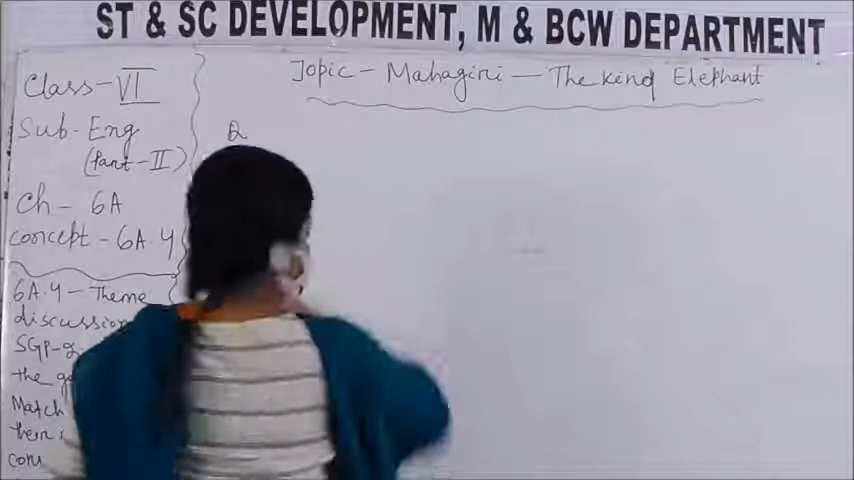 ST & SC DEVELOPMENT, M & BCW DEPARTMENT
Class-VI
Topic - Mahagiri - The kind Elephant
Sub- Eng
(Part-II)
Ch - 6A
concept - 6A.4
6A.4 - Theme
discussion
SGP-
the
Match
their
Q